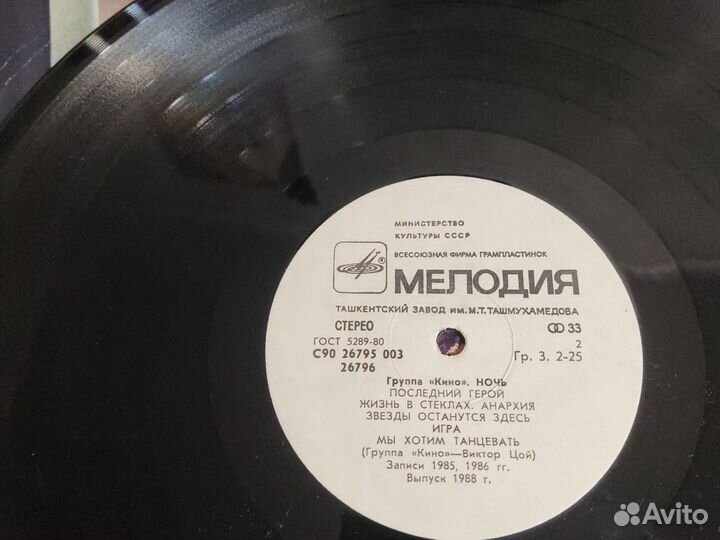 МИНИСТЕРСТВО
КУЛЬТУРЫ СССР
ВСЕСОЮЗНАЯ ФИРМА ГРАМПЛАСТИНОК
МЕЛОДИЯ
ТАШКЕНТСКИЙ ЗАВОД ИМ. М.Т. ТАШМУХАМЕДОВА
СТЕРЕО 33
ГОСТ 5289-80 2
С90 26795 003 Гр. 3. 2-25
26796
Группа «Кино». НОЧЬ
ПОСЛЕДНИЙ ГЕРОЙ
ЖИЗНЬ В СТЕКЛАХ. АНАРХИЯ
ЗВЕЗДЫ ОСТАНУТСЯ ЗДЕСЬ
ИГРА
МЫ ХОТИМ ТАНЦЕВАТЬ
(Группа «Кино»—Виктор Цой)
Записи 1985, 1986 гг.
Выпуск 1988 г.
Avito